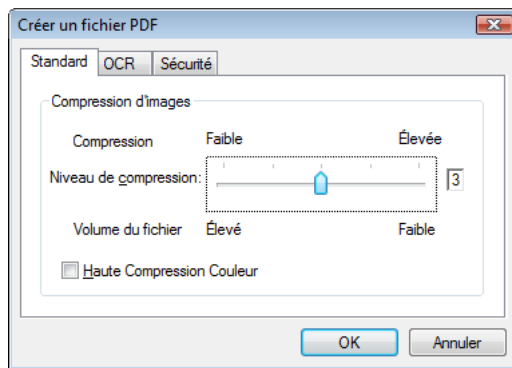 Créer un fichier PDF
Standard OCR Sécurité
Compression d'images
Compression Faible Élevée
Niveau de compression: 3
Volume du fichier Élevé Faible
Haute Compression Couleur
OK Annuler